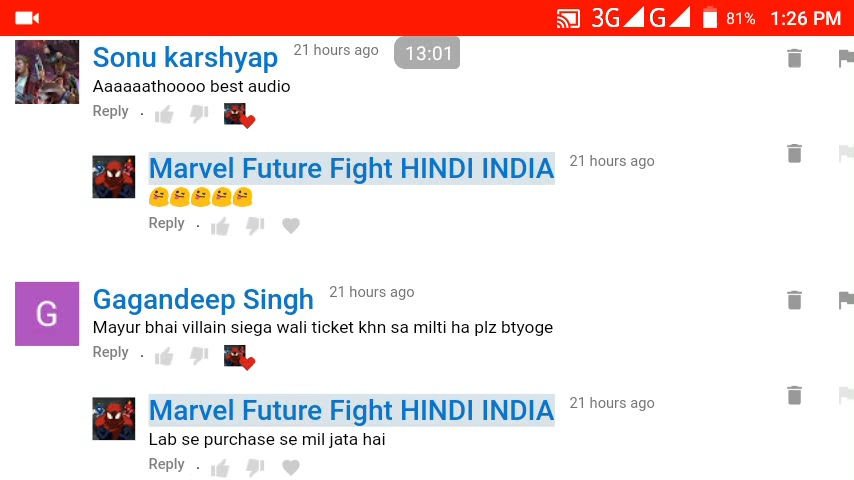 3G G 81% 1:26 PM
Sonu karshyap 21 hours ago 13:01
Aaaaaathoooo best audio
Reply .
Marvel Future Fight HINDI INDIA 21 hours ago
🤪🤪🤪🤪🤪
Reply .
G
Gagandeep Singh 21 hours ago
Mayur bhai villain siega wali ticket khn sa milti ha plz btyoge
Reply .
Marvel Future Fight HINDI INDIA 21 hours ago
Lab se purchase se mil jata hai
Reply .